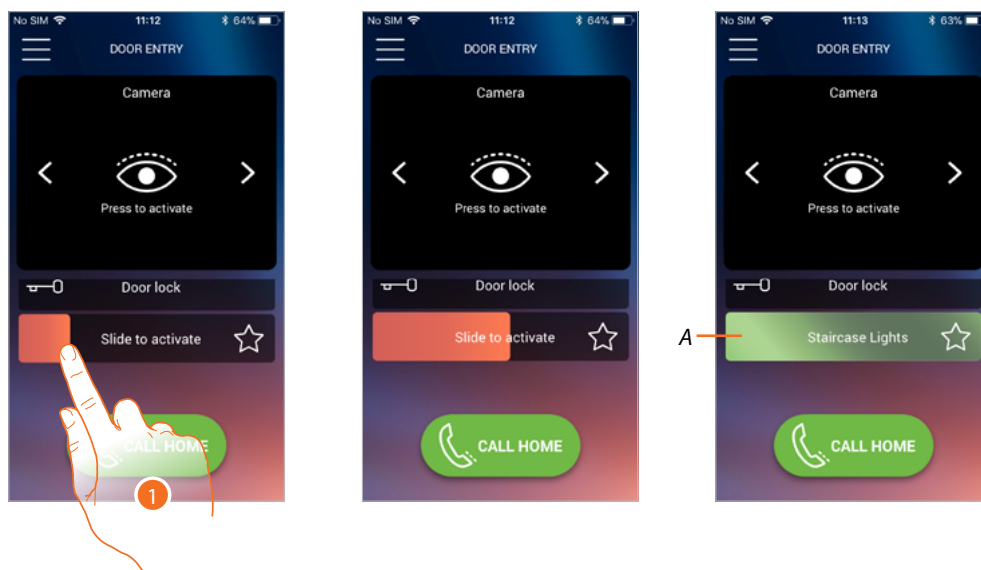 No SIM 11:12 64%
DOOR ENTRY
Camera
Press to activate
Door lock
Slide to activate
CALL HOME
1
No SIM 11:12 64%
DOOR ENTRY
Camera
Press to activate
Door lock
Slide to activate
CALL HOME
No SIM 11:13 63%
DOOR ENTRY
Camera
Press to activate
Door lock
A
Staircase Lights
CALL HOME